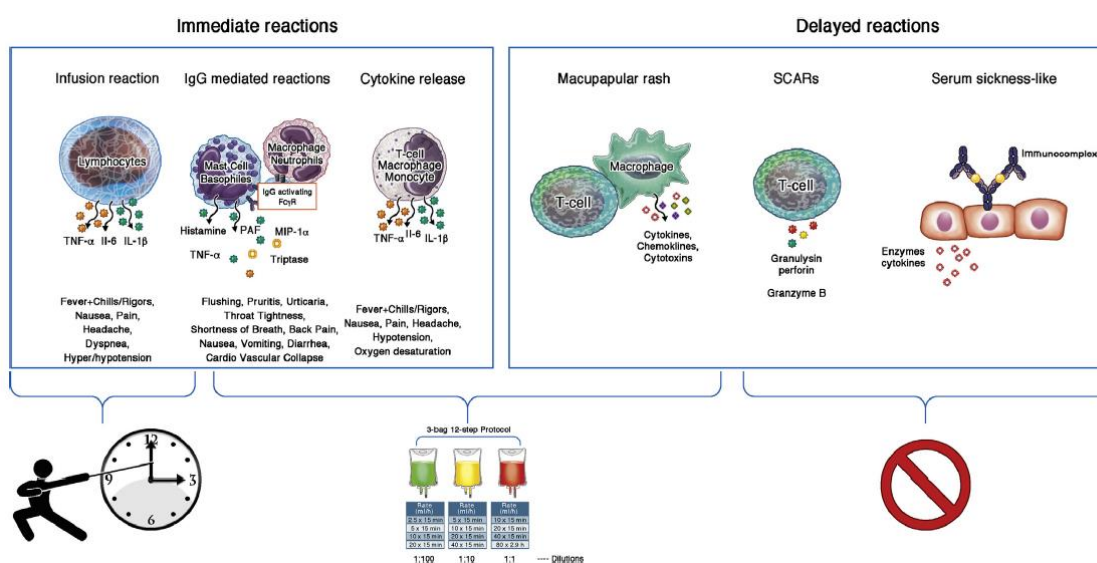 Immediate reactions
Delayed reactions
Infusion reaction
IgG mediated reactions
Cytokine release
Macupapular rash
SCARs
Serum sickness-like
Lymphocytes
TNF-α
Il-6
IL-1β
Mast Cell
Basophiles
Macrophage
Neutrophils
IgG activating
FcγR
Histamine
PAF
MIP-1α
TNF-α
Triptase
T-cell
Macrophage
Monocyte
TNF-α
Il-6
IL-1β
T-cell
Macrophage
Cytokines,
Chemoklines,
Cytotoxins
T-cell
Granulysin
perforin
Granzyme B
Immunecomplex
Enzymes
cytokines
Fever+Chills/Rigors,
Nausea, Pain,
Headache,
Dyspnea,
Hyper/hypotension
Flushing, Pruritis, Urticaria,
Throat Tightness,
Shortness of Breath, Back Pain,
Nausea, Vomiting, Diarrhea,
Cardio Vascular Collapse
Fever+Chills/Rigors,
Nausea, Pain, Headache,
Hypotension,
Oxygen desaturation
12
9
3
6
3-bag 12-step Protocol
Rate
(ml/h)
2.5 x 15 min
5 x 15 min
10 x 15 min
20 x 15 min
1:100
Rate
(ml/h)
5 x 15 min
10 x 15 min
20 x 15 min
40 x 15 min
1:10
Rate
(ml/h)
10 x 15 min
20 x 15 min
40 x 15 min
80 x 2.9 h
1:1
---- Dilutions